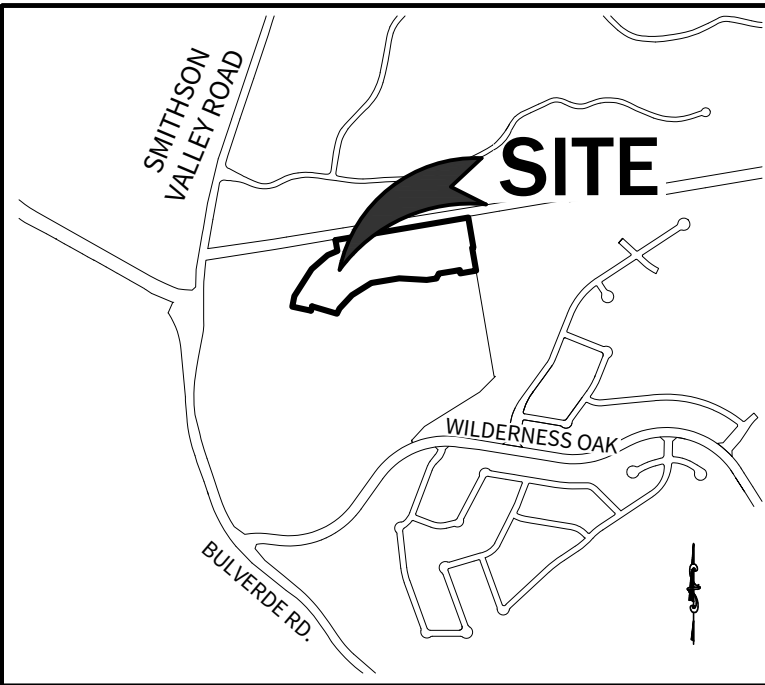 SMITHSON
VALLEY ROAD
SITE
WILDERNESS OAK
BULVERDE RD.